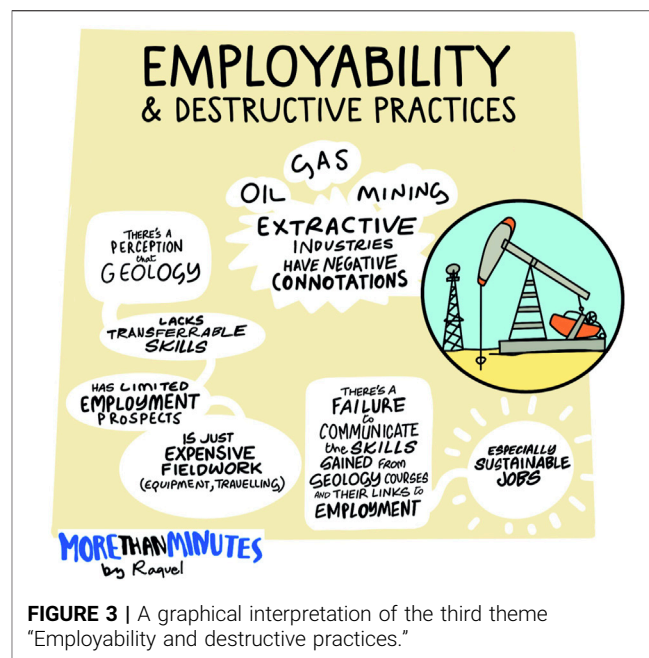 EMPLOYABILITY
& DESTRUCTIVE PRACTICES
GAS
OIL
MINING
EXTRACTIVE
INDUSTRIES
HAVE NEGATIVE
CONNOTATIONS
THERE'S A
PERCEPTION
that
GEOLOGY
LACKS
TRANSFERRABLE
SKILLS
HAS LIMITED
EMPLOYMENT
PROSPECTS
IS JUST
EXPENSIVE
FIELDWORK
(EQUIPMENT, TRAVELLING)
THERE'S A
FAILURE
to
COMMUNICATE
the SKILLS
GAINED FROM
GEOLOGY COURSES
AND THEIR LINKS to
EMPLOYMENT
ESPECIALLY
SUSTAINABLE
JOBS
MORETHANMINUTES
by Raquel
FIGURE 3 | A graphical interpretation of the third theme
“Employability and destructive practices.”